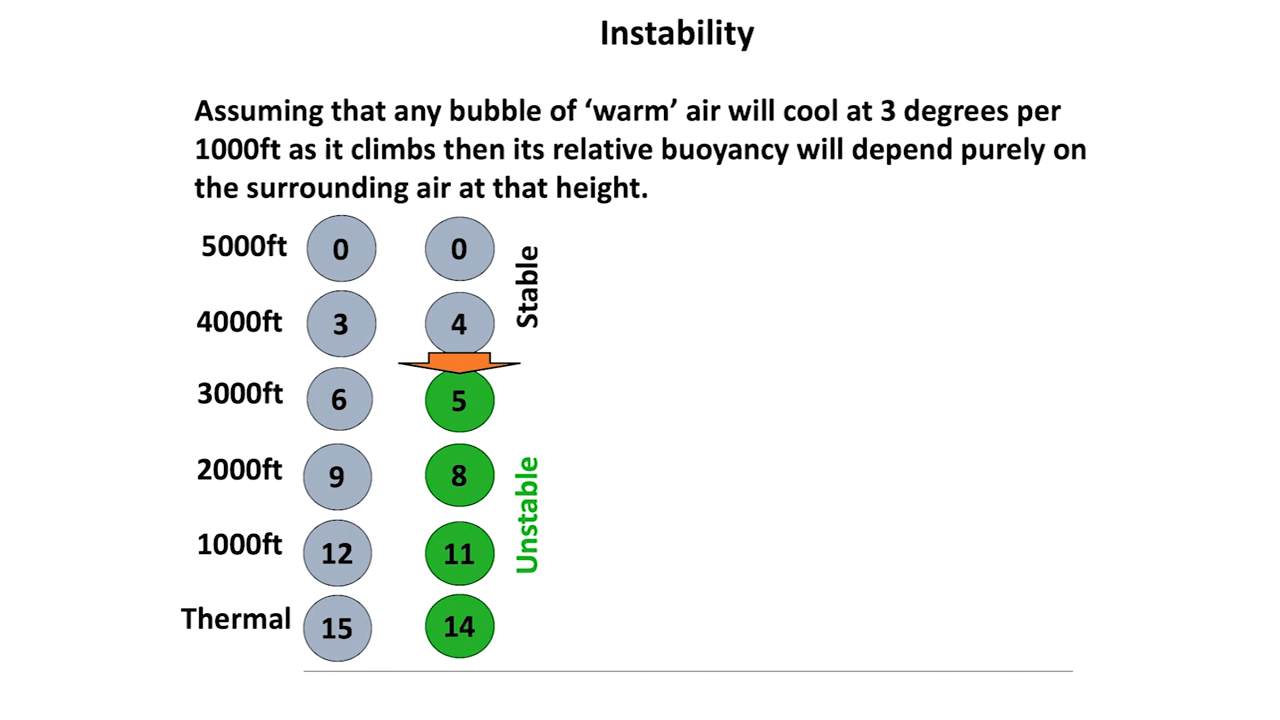 Instability
Assuming that any bubble of ‘warm’ air will cool at 3 degrees per
1000ft as it climbs then its relative buoyancy will depend purely on
the surrounding air at that height.
5000ft 0 0
Stable
4000ft 3 4
3000ft 6 5
2000ft 9 8
Unstable
1000ft 12 11
Thermal 15 14